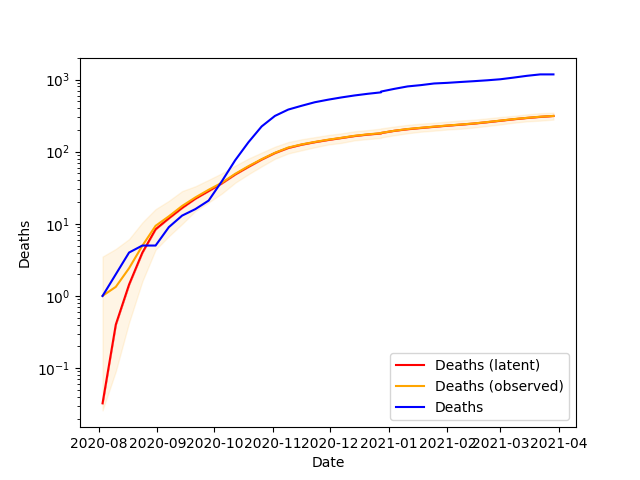 Deaths
10³
10²
10¹
10⁰
10⁻¹
Deaths (latent)
Deaths (observed)
Deaths
2020-08
2020-09
2020-10
2020-11
2020-12
2021-01
2021-02
2021-03
2021-04
Date